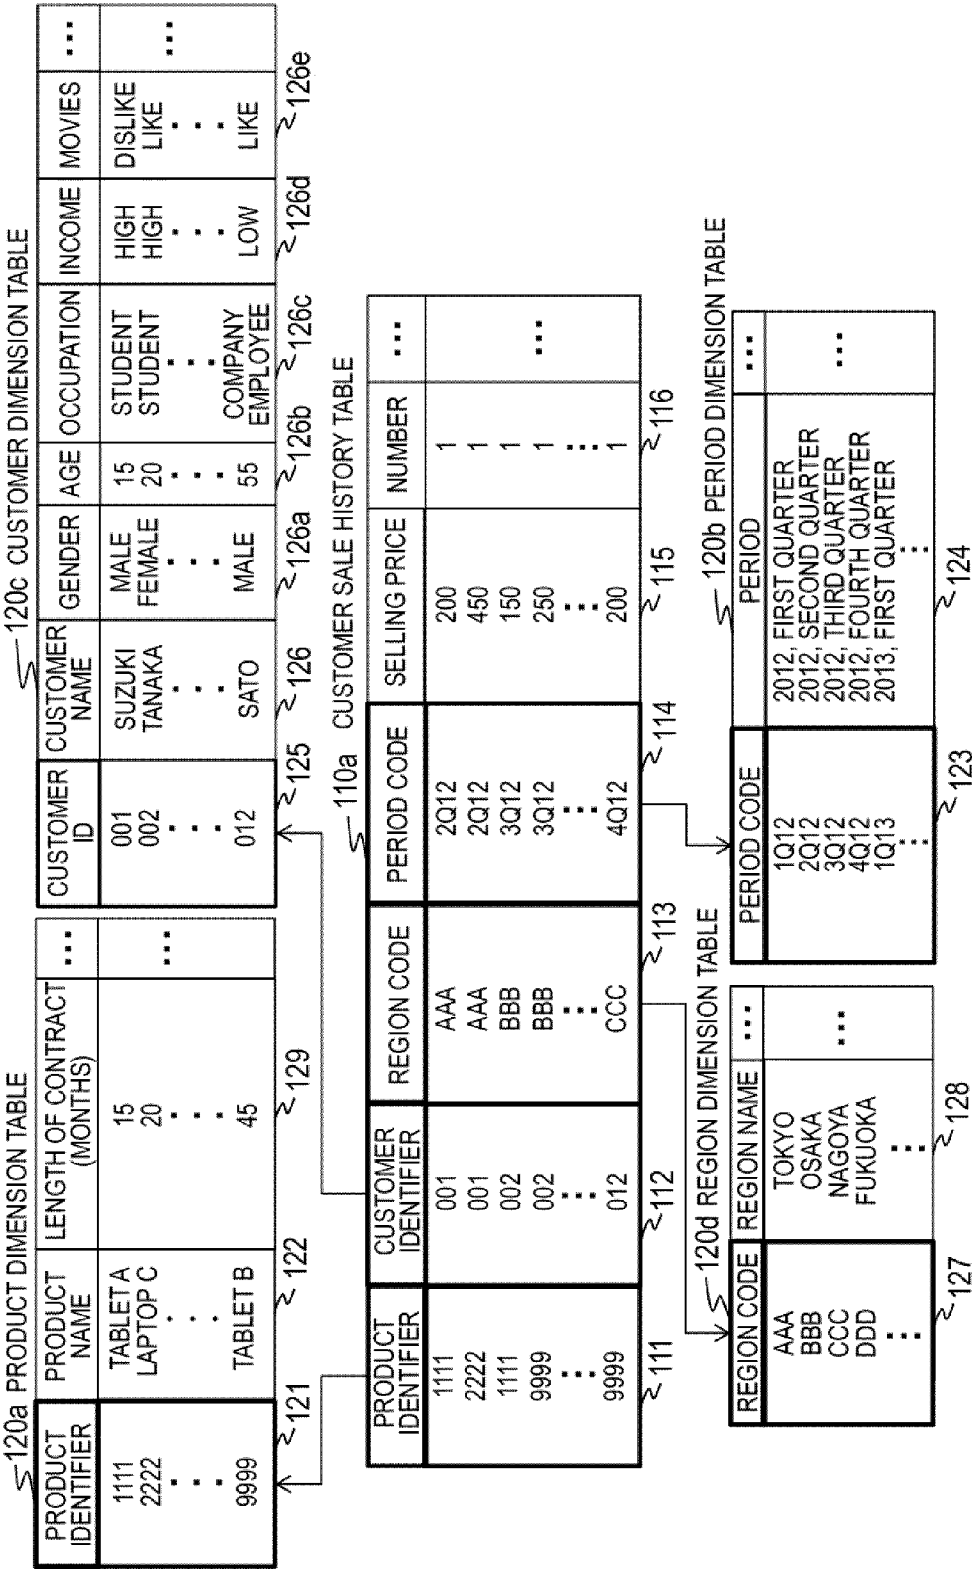 120a PRODUCT DIMENSION TABLE
PRODUCT IDENTIFIER PRODUCT NAME LENGTH OF CONTRACT (MONTHS) ...
1111 TABLET A 15
2222 LAPTOP C 20
. . . ...
9999 TABLET B 45
121 122 129
120c CUSTOMER DIMENSION TABLE
CUSTOMER ID CUSTOMER NAME GENDER AGE OCCUPATION INCOME MOVIES ...
001 SUZUKI MALE 15 STUDENT HIGH DISLIKE
002 TANAKA FEMALE 20 STUDENT HIGH LIKE
. . . . . . . ...
012 SATO MALE 55 COMPANY EMPLOYEE LOW LIKE
125 126 126a 126b 126c 126d 126e
110a CUSTOMER SALE HISTORY TABLE
PRODUCT IDENTIFIER CUSTOMER IDENTIFIER REGION CODE PERIOD CODE SELLING PRICE NUMBER ...
1111 001 AAA 2Q12 200 1
2222 001 AAA 2Q12 450 1
1111 002 BBB 3Q12 150 1
9999 002 BBB 3Q12 250 1 ...
... ... ... ... ... ...
9999 012 CCC 4Q12 200 1
111 112 113 114 115 116
120d REGION DIMENSION TABLE
REGION CODE REGION NAME ...
AAA TOKYO
BBB OSAKA
CCC NAGOYA ...
DDD FUKUOKA
... ...
127 128
120b PERIOD DIMENSION TABLE
PERIOD CODE PERIOD ...
1Q12 2012, FIRST QUARTER
2Q12 2012, SECOND QUARTER
3Q12 2012, THIRD QUARTER ...
4Q12 2012, FOURTH QUARTER
1Q13 2013, FIRST QUARTER
... ...
123 124